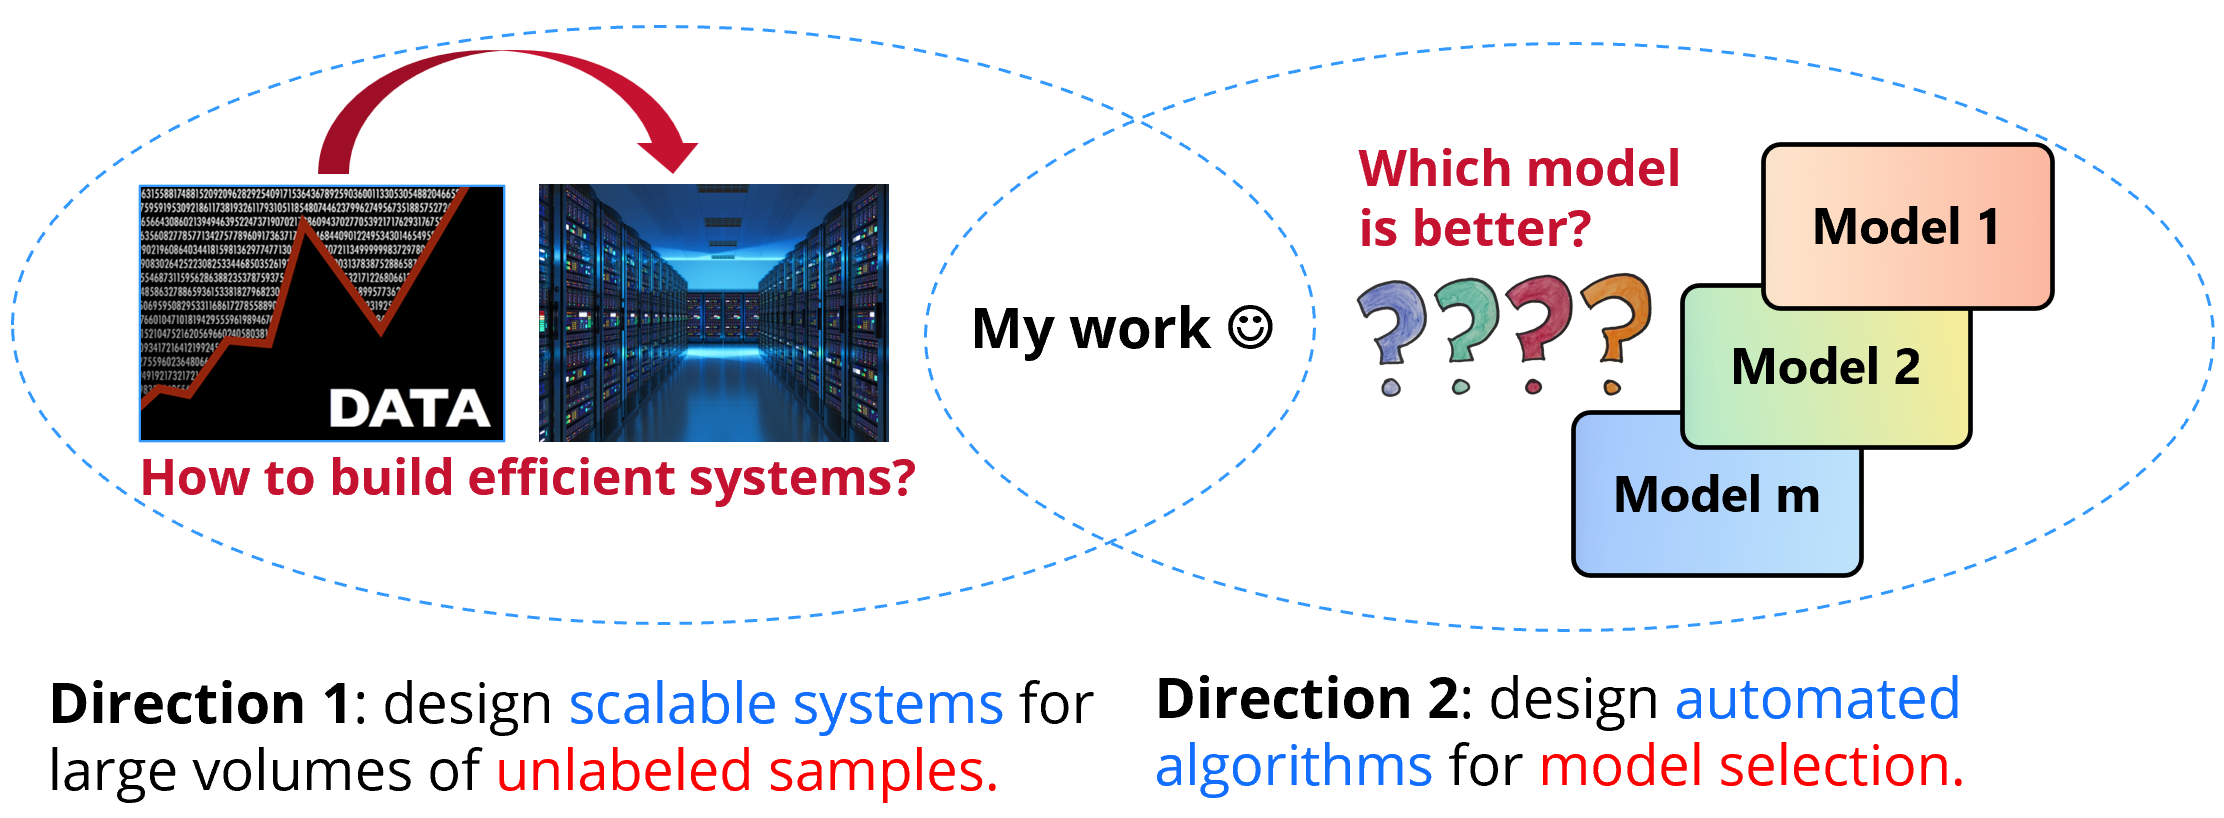 DATA
How to build efficient systems?
My work ☺
Which model
is better?
Model 1
Model 2
Model m
Direction 1: design scalable systems for
large volumes of unlabeled samples.
Direction 2: design automated
algorithms for model selection.